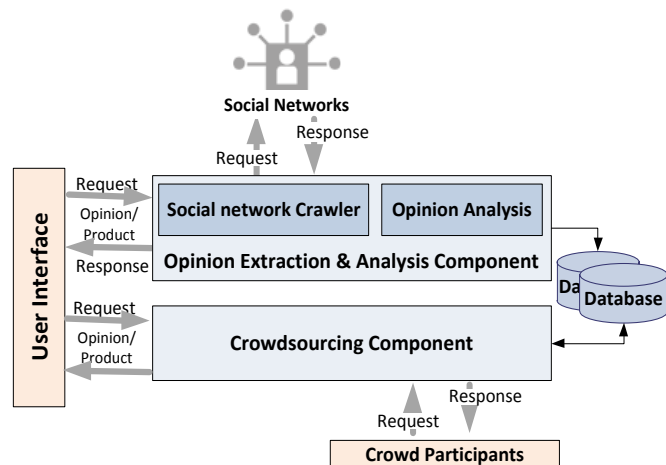 Social Networks
Request
Response
User Interface
Request
Opinion/
Product
Response
Social network Crawler
Opinion Analysis
Opinion Extraction & Analysis Component
Da
Database
Request
Opinion/
Product
Crowdsourcing Component
Request
Response
Crowd Participants